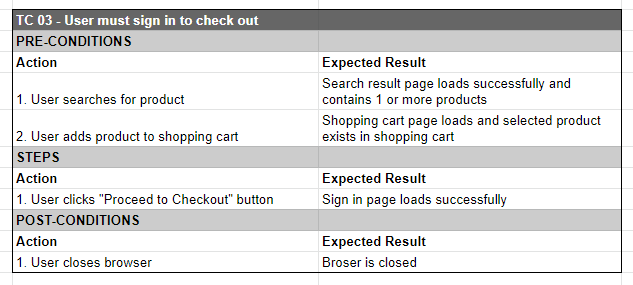 TC 03 - User must sign in to check out
PRE-CONDITIONS
Action Expected Result
1. User searches for product Search result page loads successfully and
contains 1 or more products
2. User adds product to shopping cart Shopping cart page loads and selected product
exists in shopping cart
STEPS
Action Expected Result
1. User clicks "Proceed to Checkout" button Sign in page loads successfully
POST-CONDITIONS
Action Expected Result
1. User closes browser Broser is closed